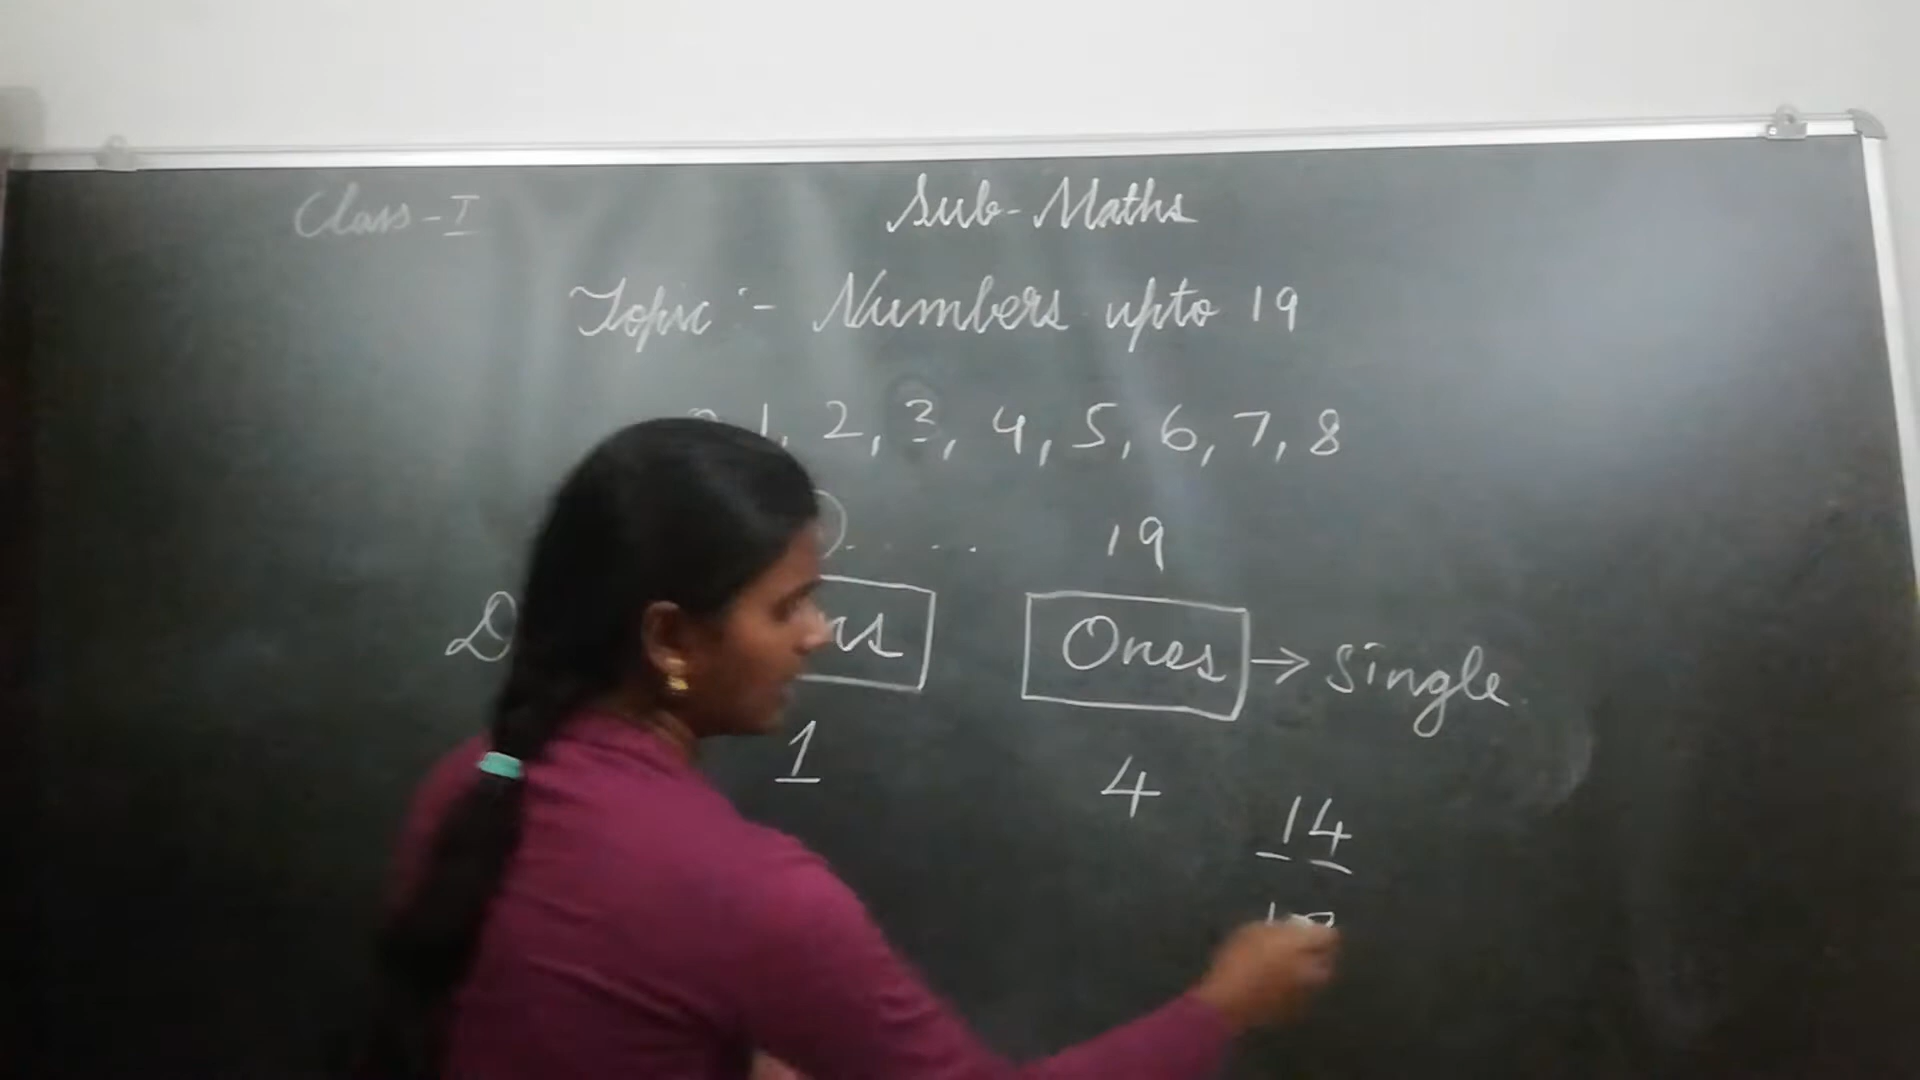 Class - I Sub - Maths
Topic :- Numbers upto 19
1, 2, 3, 4, 5, 6, 7, 8
..... 19
Ones → Single
1 4
14